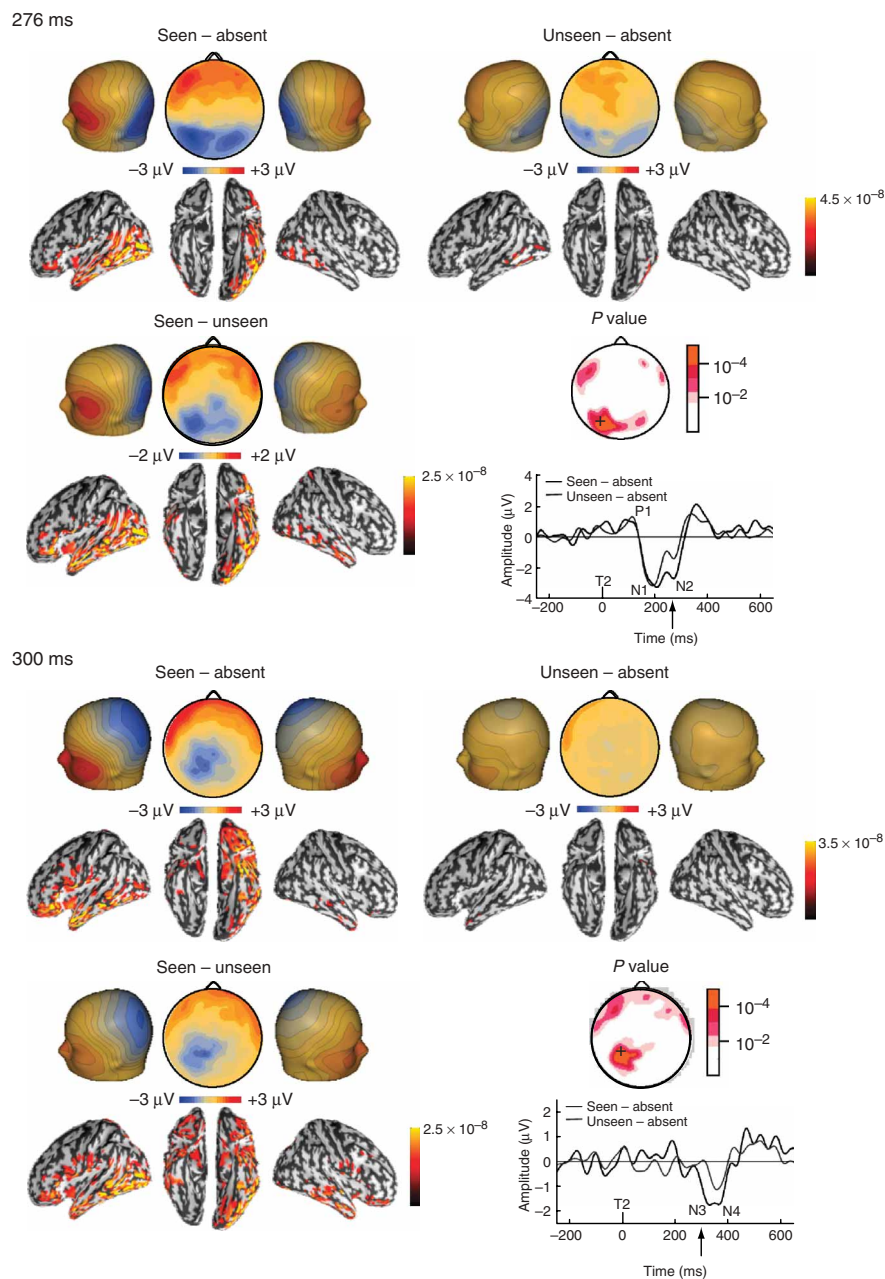 276 ms
Seen – absent
Unseen – absent
–3 μV +3 μV
–3 μV +3 μV
4.5 × 10⁻⁸
Seen – unseen
P value
10⁻⁴
10⁻²
–2 μV +2 μV
2.5 × 10⁻⁸
Seen – absent
Unseen – absent
Amplitude (μV)
4
2
0
–2
–4
P1
T2
N1
N2
–200 0 200 400 600
Time (ms)
300 ms
Seen – absent
Unseen – absent
–3 μV +3 μV
–3 μV +3 μV
3.5 × 10⁻⁸
Seen – unseen
P value
10⁻⁴
10⁻²
–3 μV +3 μV
2.5 × 10⁻⁸
Seen – absent
Unseen – absent
Amplitude (μV)
2
1
0
–1
–2
T2
N3
N4
–200 0 200 400 600
Time (ms)